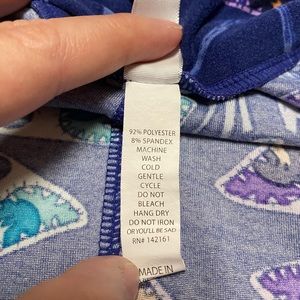 92% POLYESTER
8% SPANDEX
MACHINE
WASH
COLD
GENTLE
CYCLE
DO NOT
BLEACH
HANG DRY
DO NOT IRON
OR YOU'LL BE SAD
RN# 142161
MADE IN